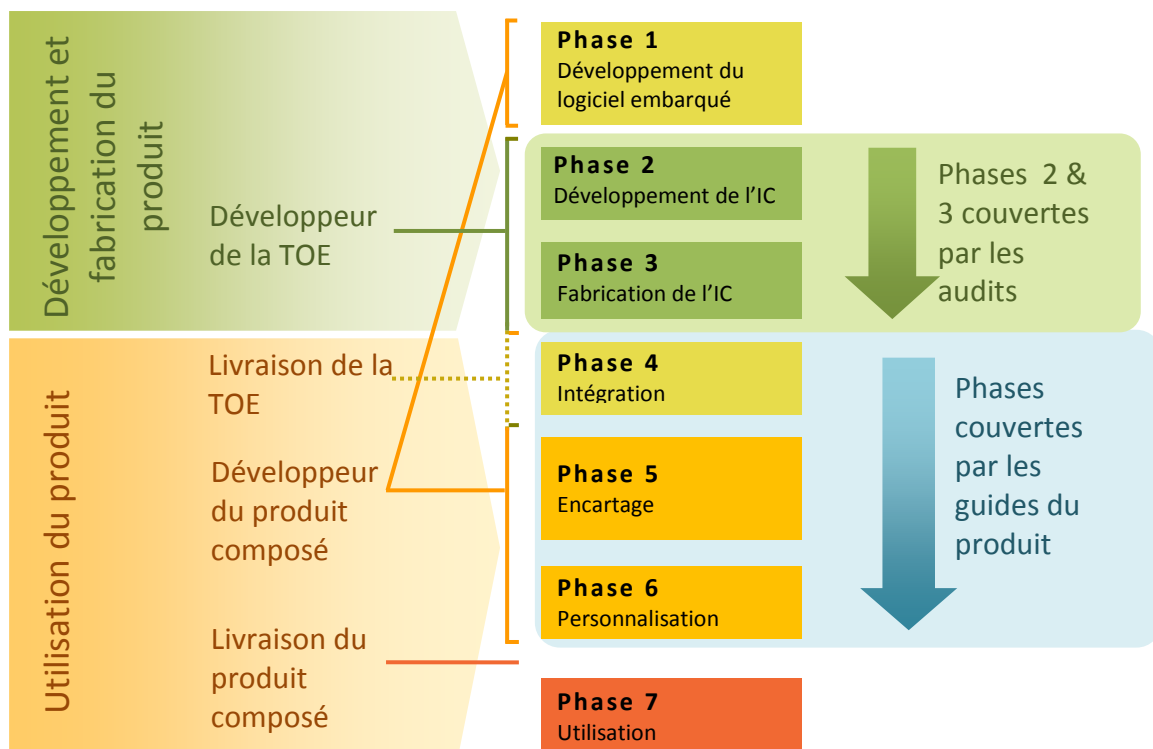 Développement et
fabrication du
produit
Développeur
de la TOE
Utilisation du produit
Livraison de la
TOE
Développeur
du produit
composé
Livraison du
produit
composé
Phase 1
Développement du
logiciel embarqué
Phase 2
Développement de l’IC
Phase 3
Fabrication de l’IC
Phase 4
Intégration
Phase 5
Encartage
Phase 6
Personnalisation
Phase 7
Utilisation
Phases 2 &
3 couvertes
par les
audits
Phases
couvertes
par les
guides du
produit